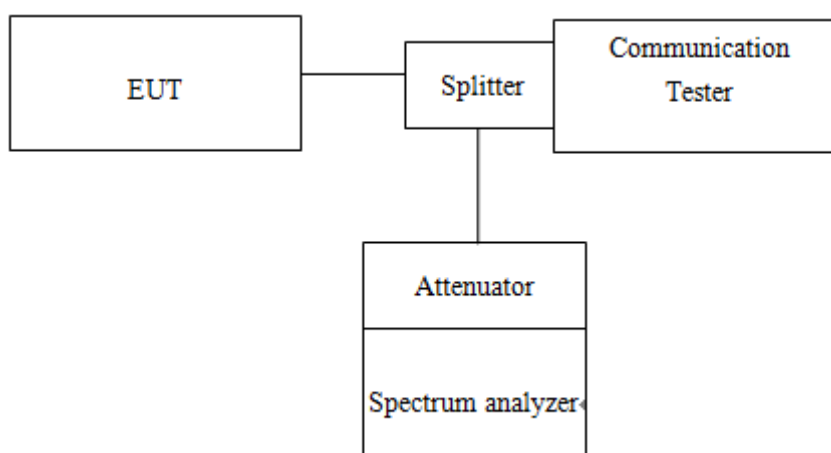 EUT
Splitter
Communication
Tester
Attenuator
Spectrum analyzer